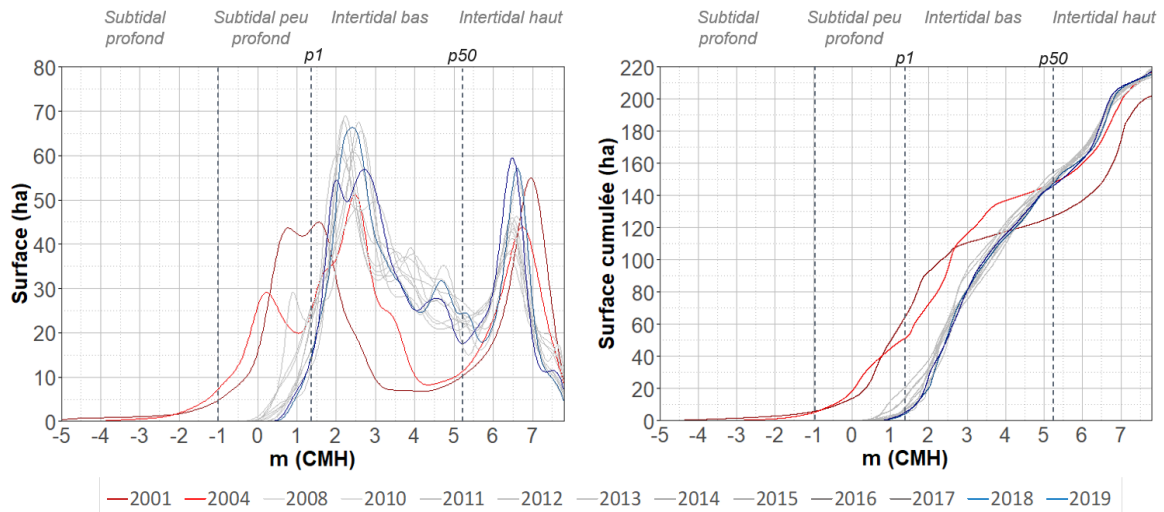 Subtidal profond
Subtidal peu profond
Intertidal bas
Intertidal haut
p1
p50
80
70
60
50
40
30
20
10
0
Surface (ha)
-5 -4 -3 -2 -1 0 1 2 3 4 5 6 7
m (CMH)
Subtidal profond
Subtidal peu profond
Intertidal bas
Intertidal haut
p1
p50
220
200
180
160
140
120
100
80
60
40
20
0
Surface cumulée (ha)
-5 -4 -3 -2 -1 0 1 2 3 4 5 6 7
m (CMH)
2001 2004 2008 2010 2011 2012 2013 2014 2015 2016 2017 2018 2019